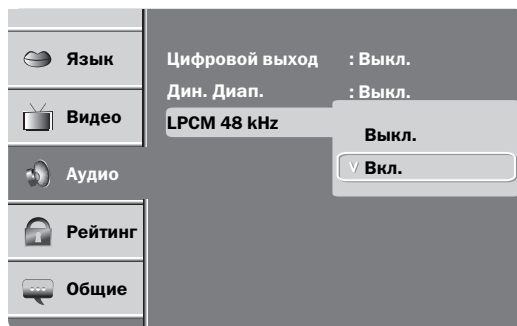 Язык
Видео
Аудио
Рейтинг
Общие
Цифровой выход : Выкл.
Дин. Диап. : Выкл.
LPCM 48 kHz
Выкл.
V Вкл.